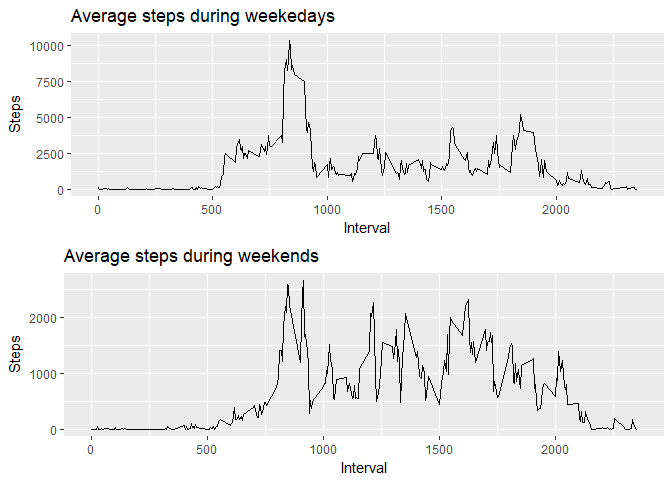 Average steps during weekedays
10000
7500
5000
2500
0
Steps
0 500 1000 1500 2000
Interval
Average steps during weekends
2000
1000
0
Steps
0 500 1000 1500 2000
Interval